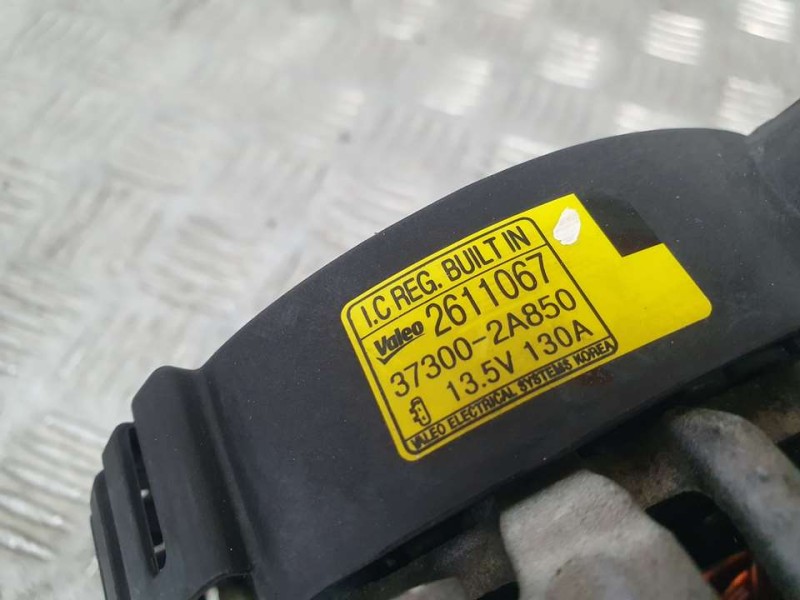 I.C REG. BUILT IN
Valeo 2611067
37300-2A850
13.5V 130A
VALEO ELECTRICAL SYSTEMS KOREA